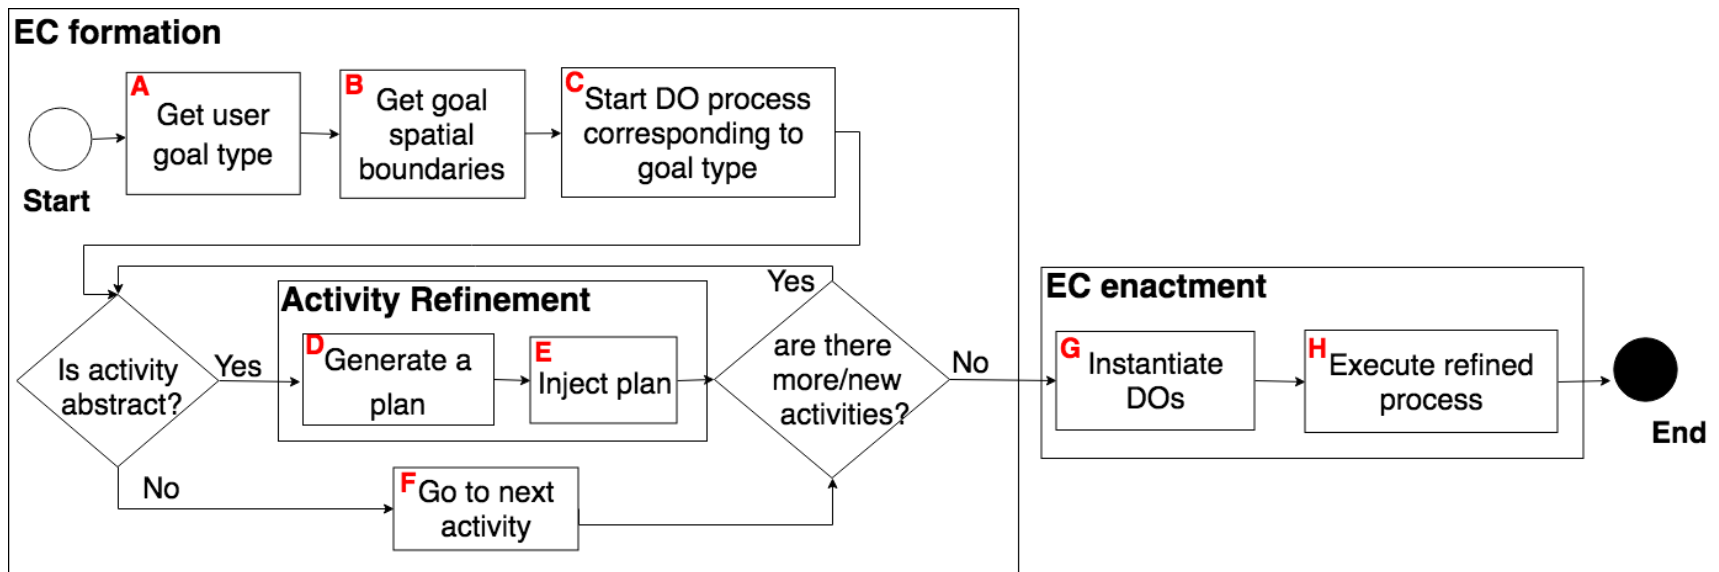 EC formation
A
Get user
goal type
B
Get goal
spatial
boundaries
C
Start DO process
corresponding to
goal type
Start
Is activity
abstract?
Yes
No
Activity Refinement
D
Generate a
plan
E
Inject plan
F
Go to next
activity
Yes
are there
more/new
activities?
No
EC enactment
G
Instantiate
DOs
H
Execute refined
process
End